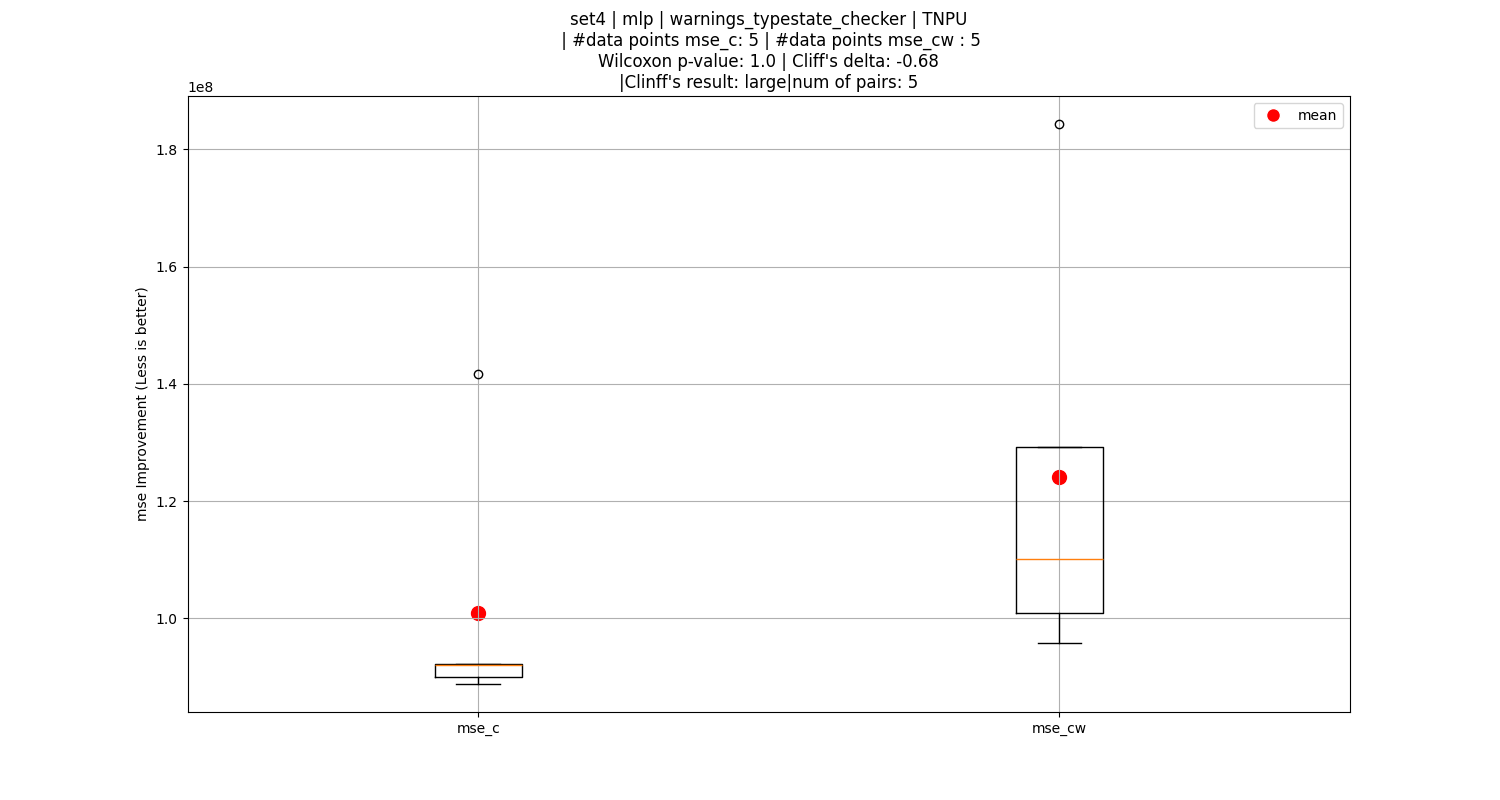 set4 | mlp | warnings_typestate_checker | TNPU
| #data points mse_c: 5 | #data points mse_cw : 5
Wilcoxon p-value: 1.0 | Cliff's delta: -0.68
|Clinff's result: large|num of pairs: 5
1e8
mean
1.8
1.6
1.4
1.2
1.0
mse Improvement (Less is better)
mse_c
mse_cw